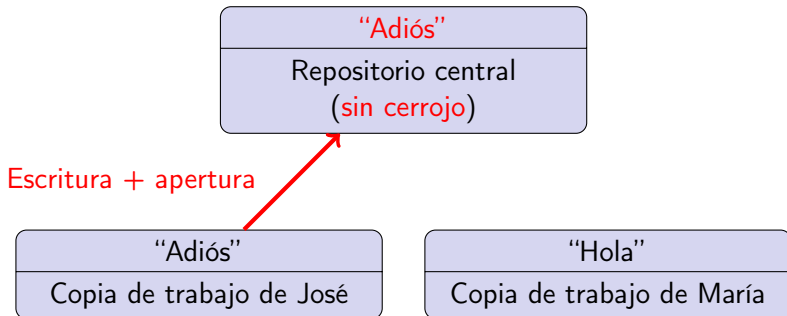 “Adiós”
Repositorio central
(sin cerrojo)
Escritura + apertura
“Adiós”
Copia de trabajo de José
“Hola”
Copia de trabajo de María